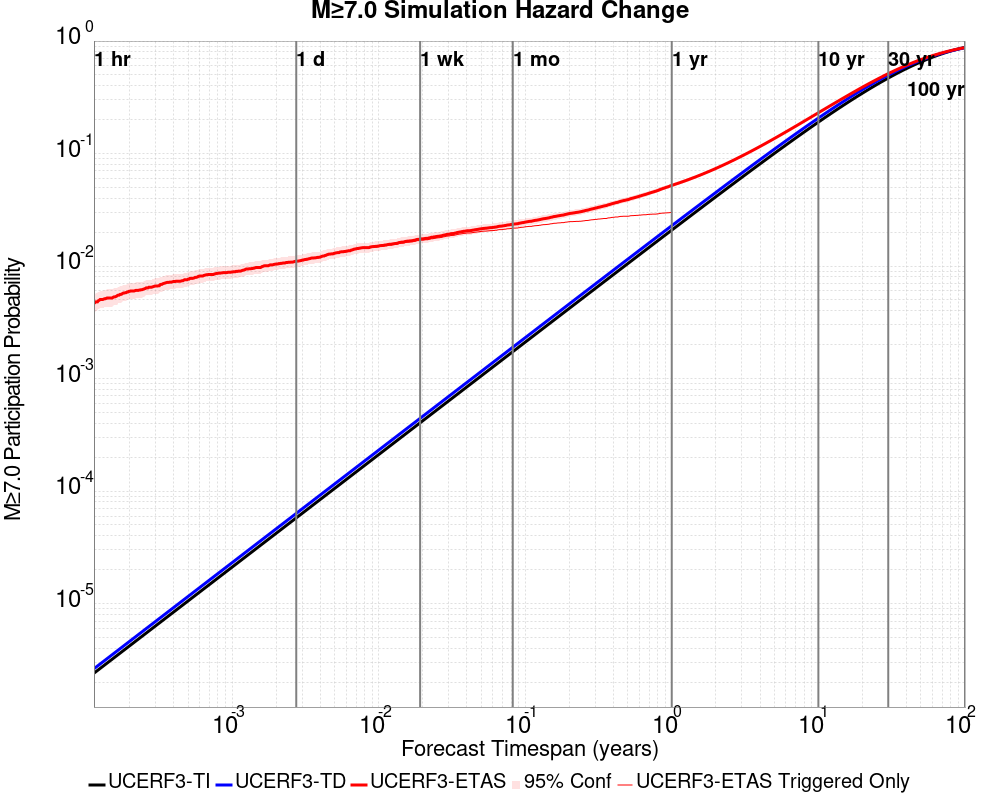 M≥7.0 Simulation Hazard Change
10^0
10^-1
10^-2
10^-3
10^-4
10^-5
M≥7.0 Participation Probability
1 hr
1 d
1 wk
1 mo
1 yr
10 yr
30 yr
100 yr
10^-3
10^-2
10^-1
10^0
10^1
10^2
Forecast Timespan (years)
UCERF3-TI UCERF3-TD UCERF3-ETAS 95% Conf UCERF3-ETAS Triggered Only